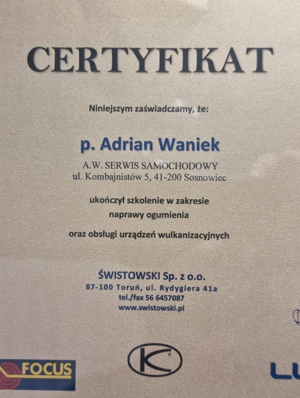 CERTYFIKAT
Niniejszym zaświadczamy, że:
p. Adrian Waniek
A.W. SERWIS SAMOCHODOWY
ul. Kombajnistów 5, 41-200 Sosnowiec
ukończył szkolenie w zakresie
naprawy ogumienia
oraz obsługi urządzeń wulkanizacyjnych
ŚWISTOWSKI Sp. z o.o.
87-100 Toruń, ul. Rydygiera 41a
tel./fax 56 6457087
www.swistowski.pl
FOCUS
K
LU